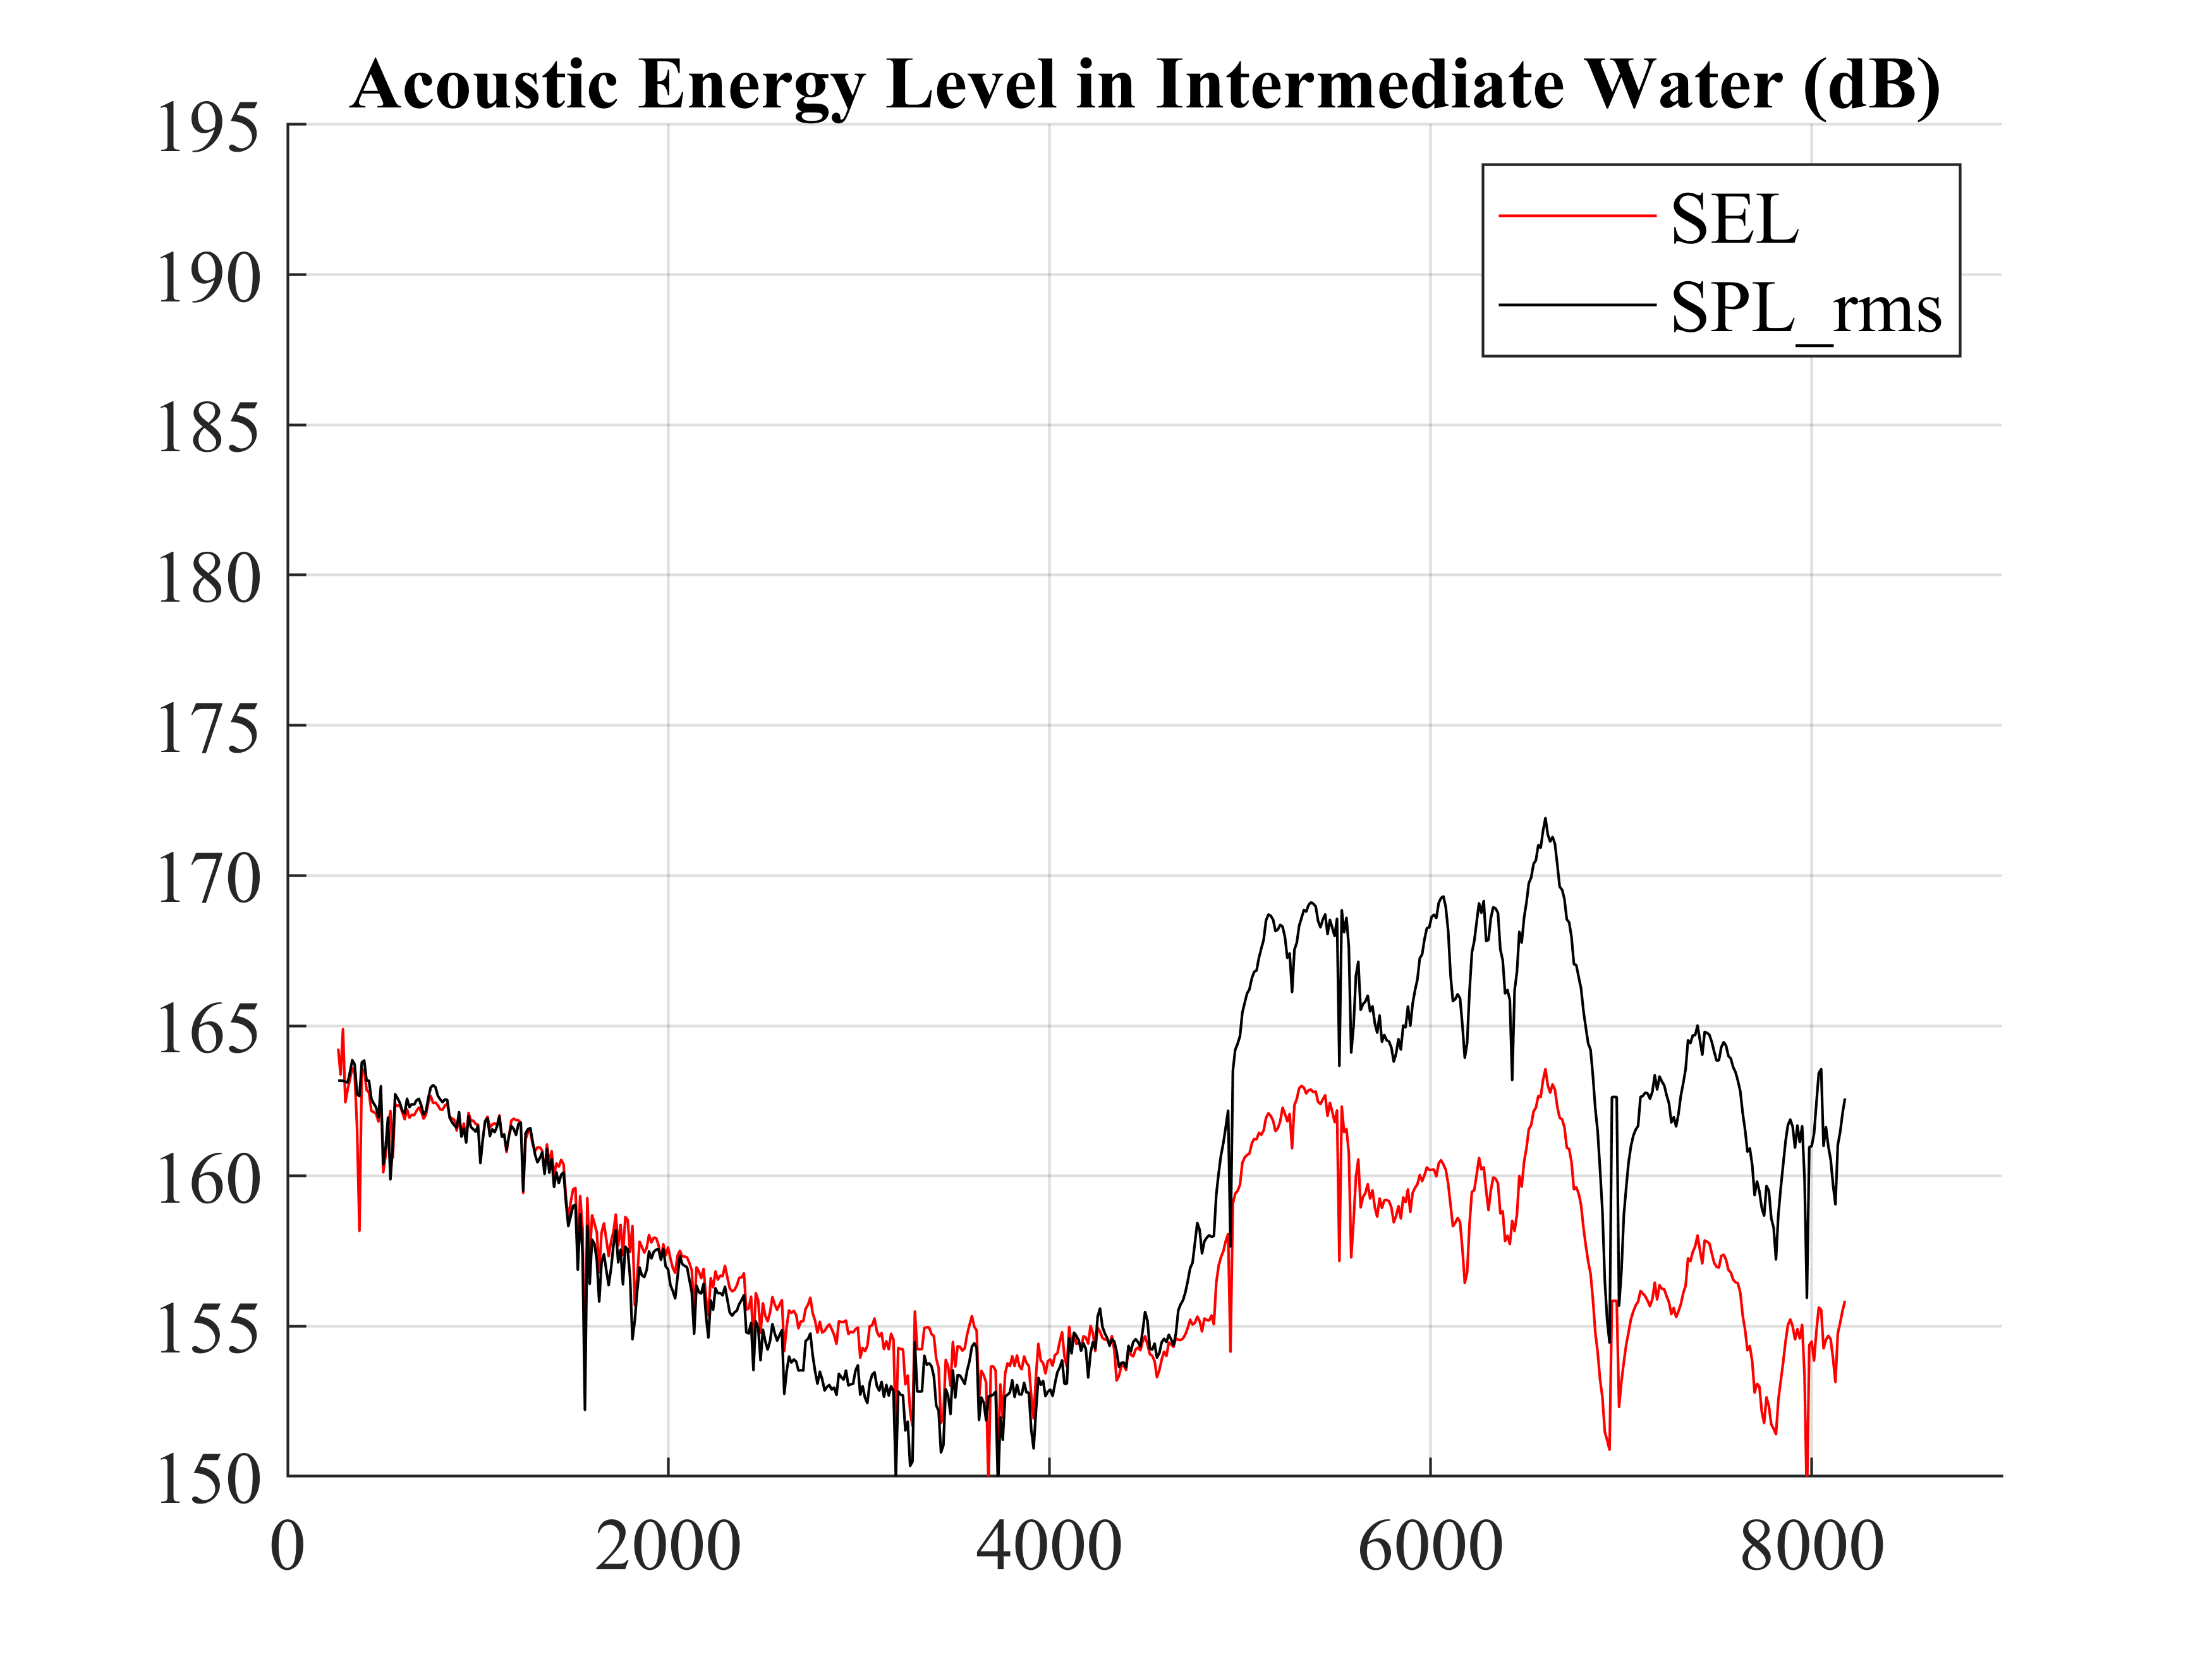 Acoustic Energy Level in Intermediate Water (dB)
195
190
185
180
175
170
165
160
155
150
SEL
SPL_rms
0 2000 4000 6000 8000